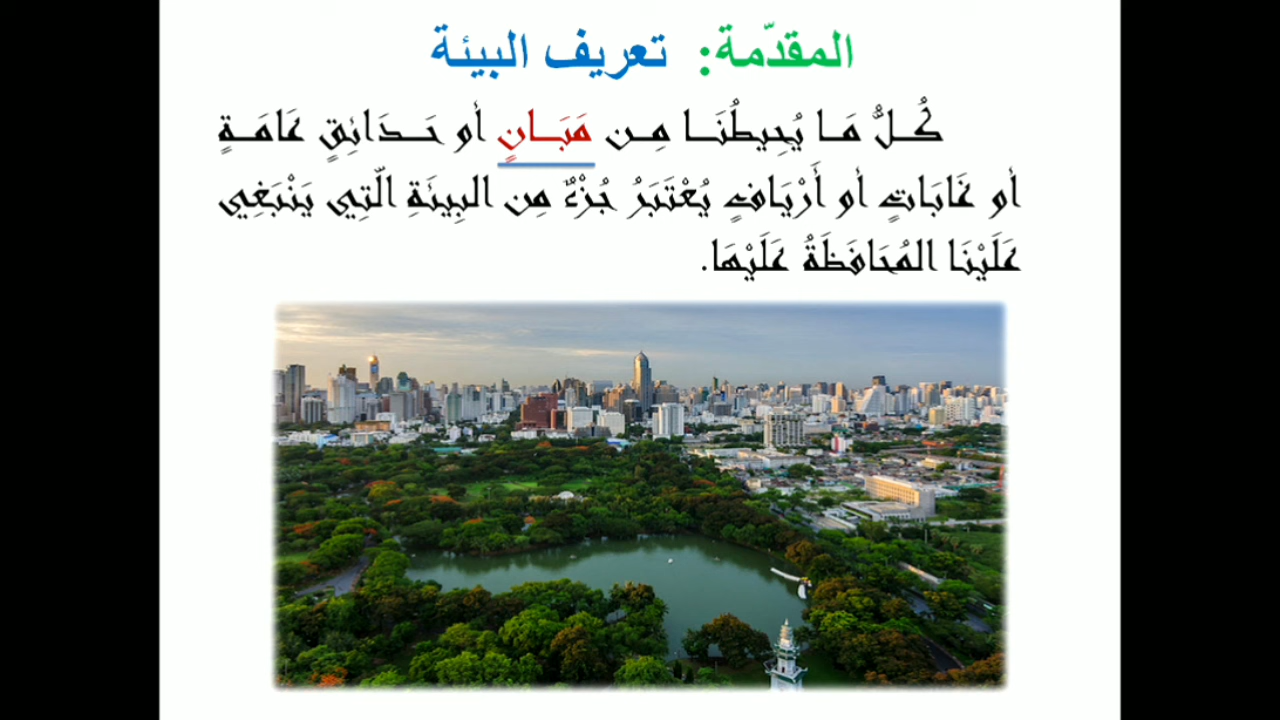 المقدّمة: تعريف البيئة
كُلُّ مَا يُحِيطُنَا مِن مَبَانٍ أو حَدَائِقٍ عَامَةٍ
أو غَابَاتٍ أو أَرْيَافٍ يُعْتَبَرُ جُزْءٌ مِن البِيئَةِ الّتِي يَنْبَغِي
عَلَيْنَا المُحَافَظَةُ عَلَيْهَا.